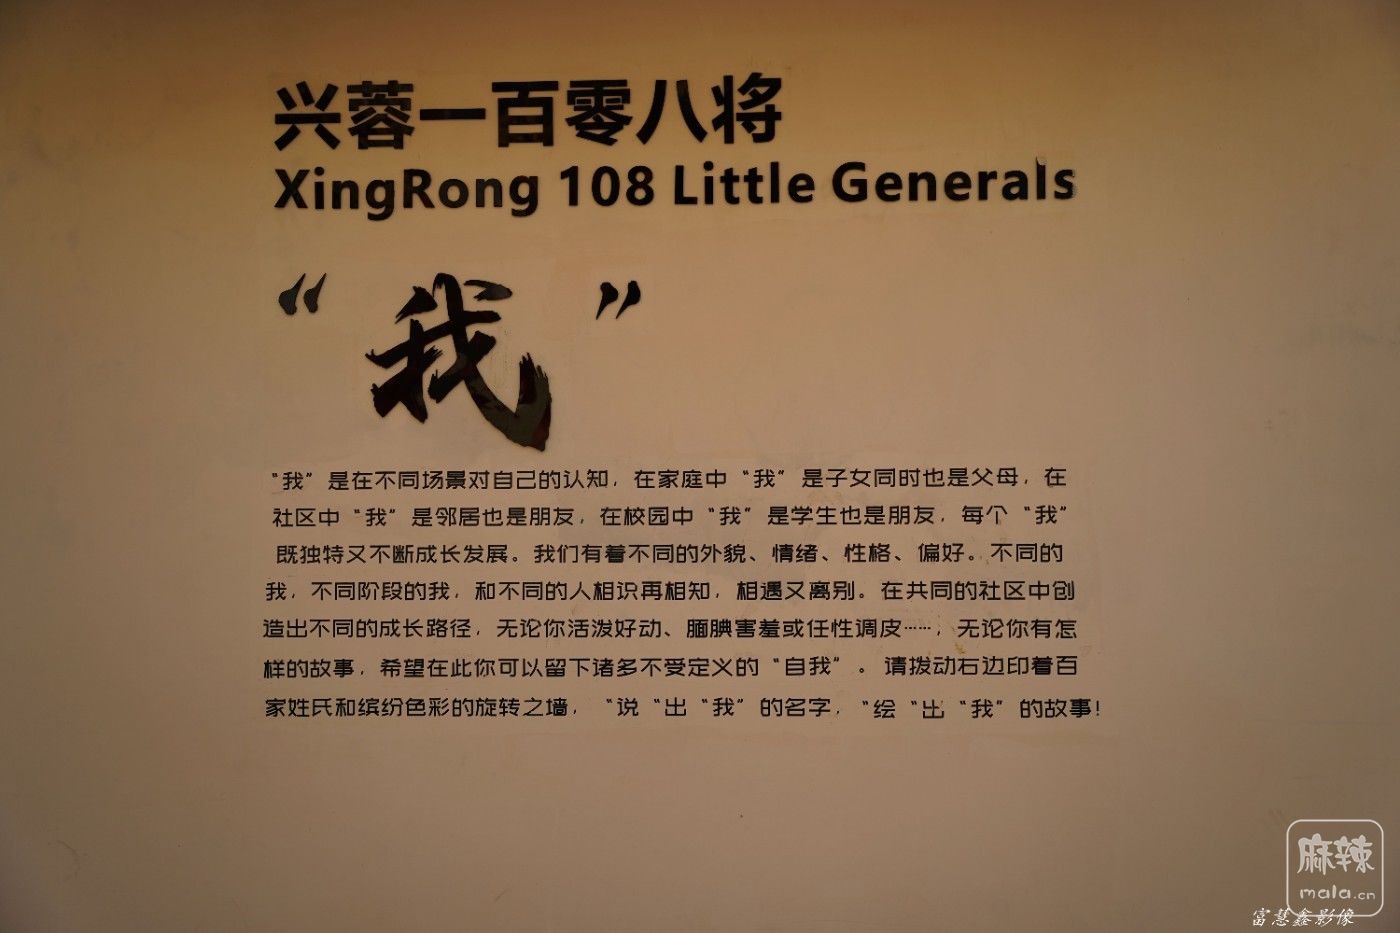 兴蓉一百零八将
XingRong 108 Little Generals
“我”
“我”是在不同场景对自己的认知，在家庭中“我”是子女同时也是父母，在
社区中“我”是邻居也是朋友，在校园中“我”是学生也是朋友，每个“我”
既独特又不断成长发展。我们有着不同的外貌、情绪、性格、偏好。不同的
我，不同阶段的我，和不同的人相识再相知，相遇又离别。在共同的社区中创
造出不同的成长路径，无论你活泼好动、腼腆害羞或任性调皮……，无论你有怎
样的故事，希望在此你可以留下诸多不受定义的“自我”。请拨动右边印着百
家姓氏和缤纷色彩的旋转之墙，“说“出“我”的名字，“绘“出“我”的故事！
麻辣
mala.cn
富慧鑫影像